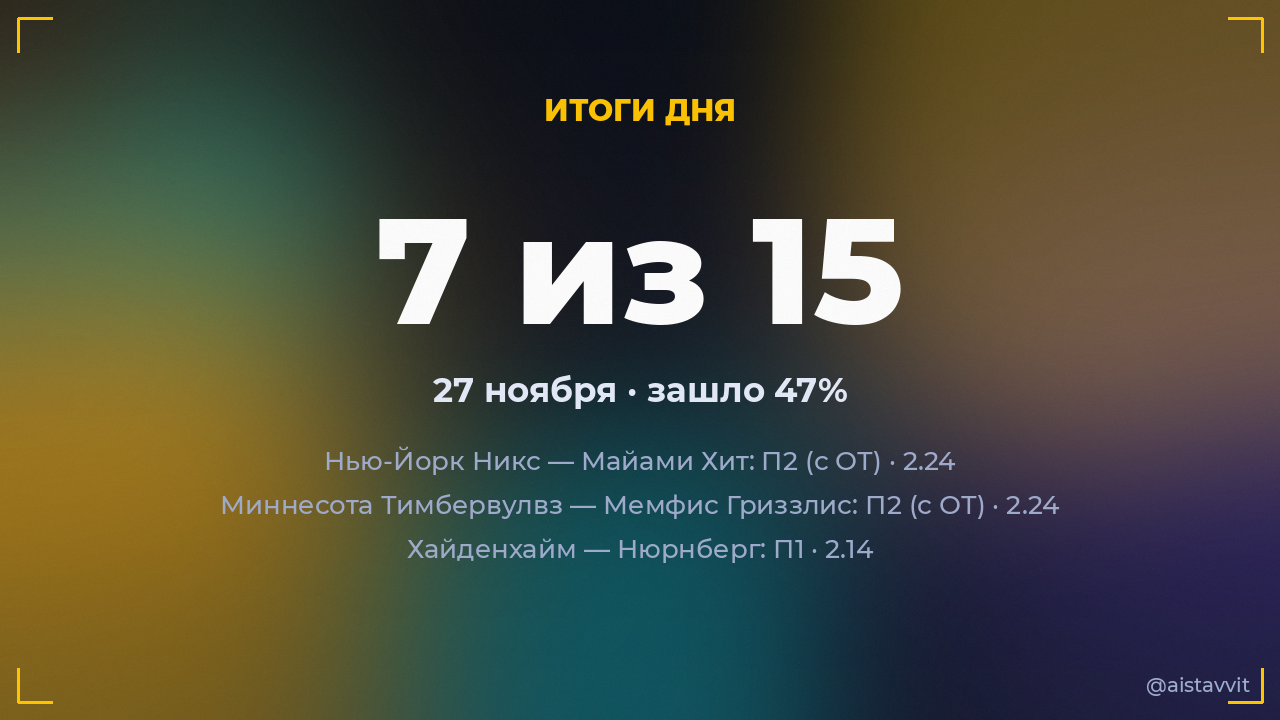 ИТОГИ ДНЯ
7 из 15
27 ноября · зашло 47%
Нью-Йорк Никс — Майами Хит: П2 (с ОТ) · 2.24
Миннесота Тимбервулвз — Мемфис Гриззлис: П2 (с ОТ) · 2.24
Хайденхайм — Нюрнберг: П1 · 2.14
@aistavvit